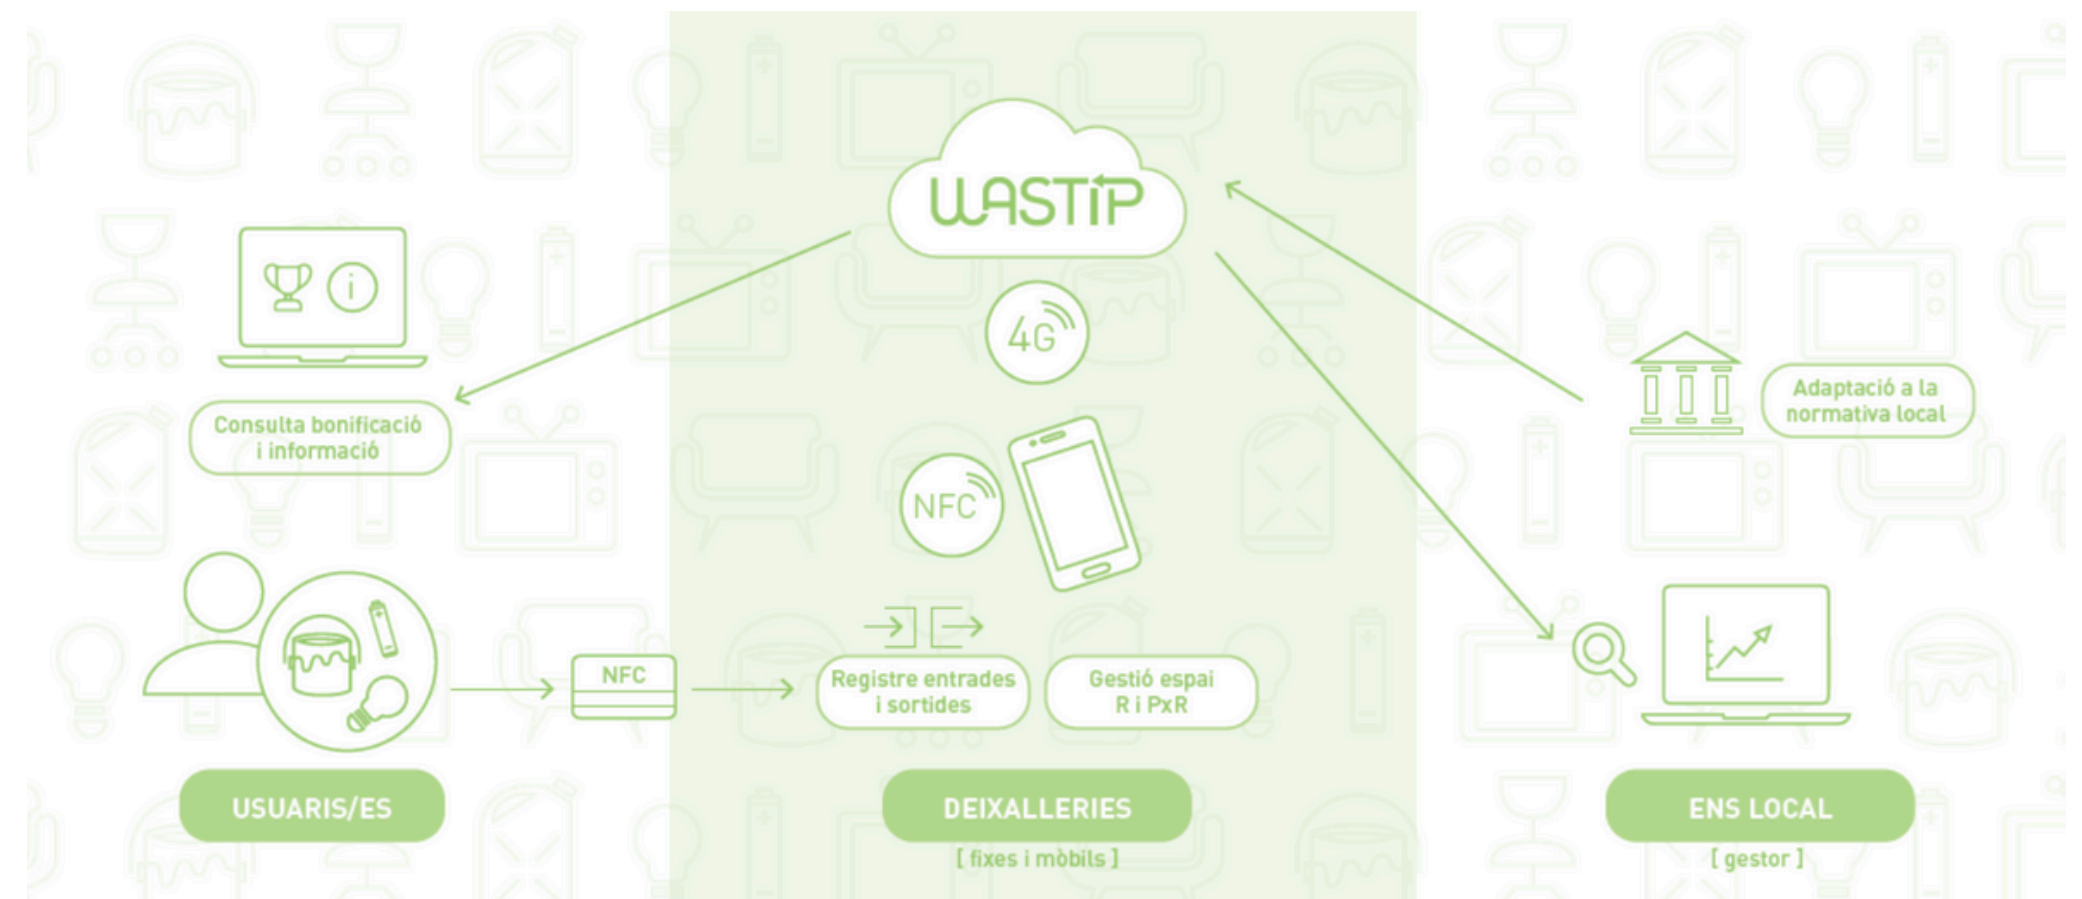 WASTIP
4G
i
Consulta bonificació
i informació
Adaptació a la
normativa local
NFC
NFC
Registre entrades
i sortides
Gestió espai
R i PxR
USUARIS/ES
DEIXALLERIES
[ fixes i mòbils ]
ENS LOCAL
[ gestor ]